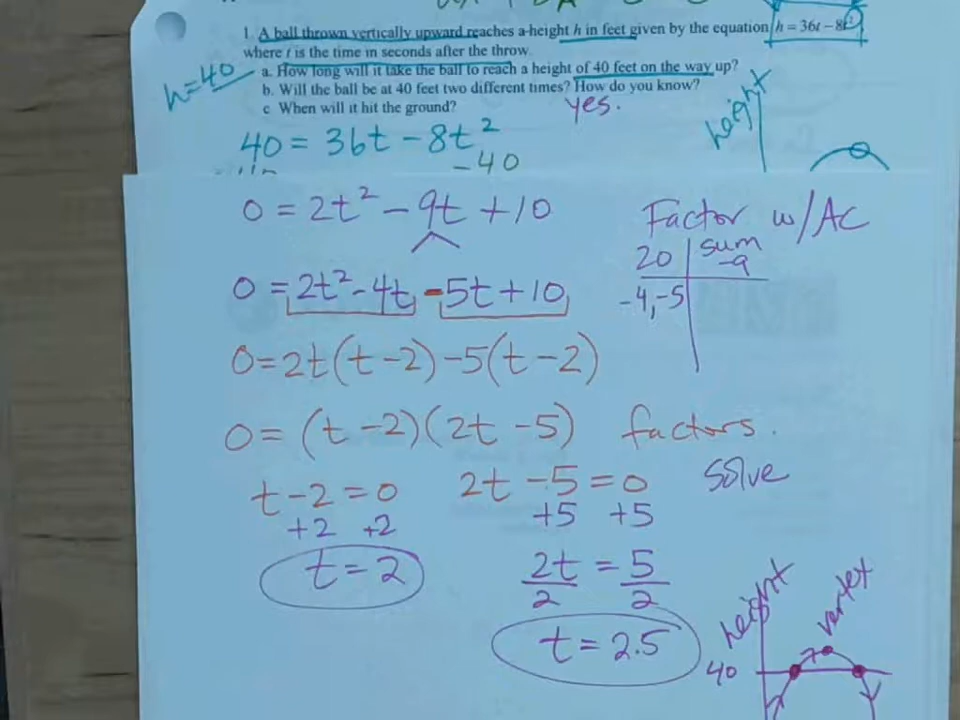 1. A ball thrown vertically upward reaches a height h in feet given by the equation h = 36t – 8t²
where t is the time in seconds after the throw.
h=40
a. How long will it take the ball to reach a height of 40 feet on the way up?
b. Will the ball be at 40 feet two different times? How do you know?
c When will it hit the ground?
yes.
height
40 = 36t - 8t²
-40
0 = 2t² - 9t + 10
Factor w/AC
20 sum -9
0 = 2t² - 4t - 5t + 10
-4, -5
0 = 2t(t-2) - 5(t-2)
0 = (t-2)(2t-5) factors.
t-2=0 2t-5=0 solve
+2 +2 +5 +5
t=2
2t = 5
2 2
t = 2.5
height
vertex
40